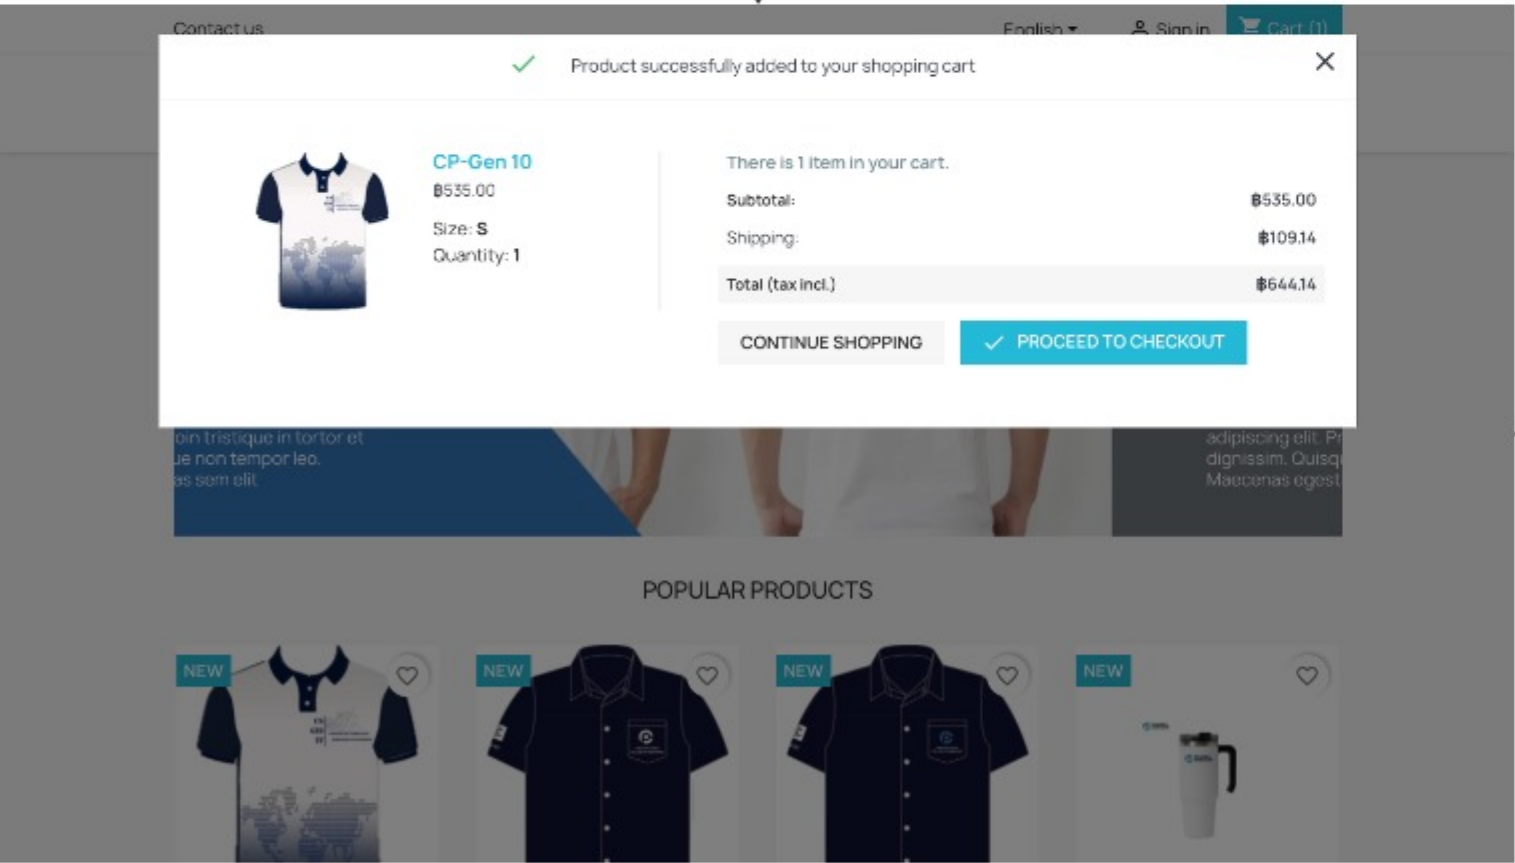 Contact us
English
Sign in
Cart (1)
Product successfully added to your shopping cart
CP-Gen 10
฿535.00
Size: S
Quantity: 1
There is 1 item in your cart.
Subtotal: ฿535.00
Shipping: ฿109.14
Total (tax incl.) ฿644.14
CONTINUE SHOPPING
PROCEED TO CHECKOUT
oin tristique in tortor et
ue non tempor leo.
as sem elit
adipiscing elit. Pr
dignissim. Quisq
Maecenas egest
POPULAR PRODUCTS
NEW
NEW
NEW
NEW